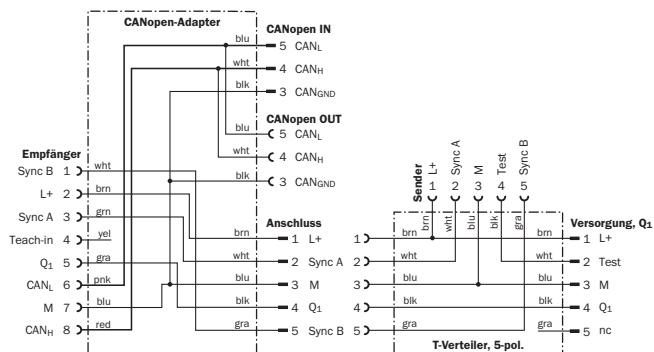 CANopen-Adapter
CANopen IN
blu 5 CANL
wht 4 CANH
blk 3 CANGND
CANopen OUT
blu 5 CANL
wht 4 CANH
blk 3 CANGND
Empfänger
Sync B 1 wht
L+ 2 brn
Sync A 3 grn
Teach-in 4 yel
Q1 5 gra
CANL 6 pnk
M 7 blu
CANH 8 red
Anschluss
brn 1 L+
wht 2 Sync A
blu 3 M
blk 4 Q1
gra 5 Sync B
Sender
L+ 1 brn
Sync A 2 wht
M 3 blu
Test 4 blk
Sync B 5 gra
Versorgung, Q1
1 brn brn 1 L+
2 wht wht 2 Test
3 blu blu 3 M
4 blk blk 4 Q1
5 gra gra 5 nc
T-Verteiler, 5-pol.